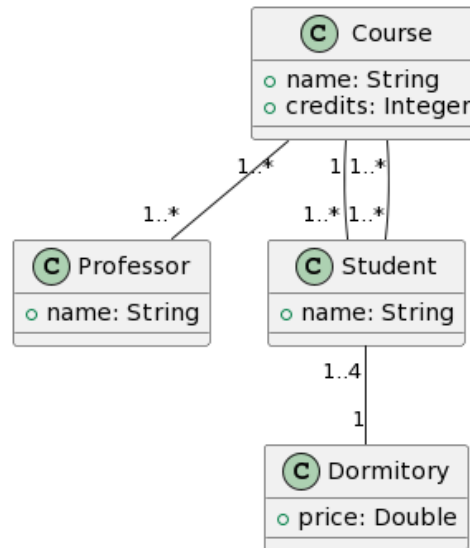 C Course
name: String
credits: Integer
1..* 1 1..*
1..* 1..* 1..*
C Professor
name: String
C Student
name: String
1..4
1
C Dormitory
price: Double